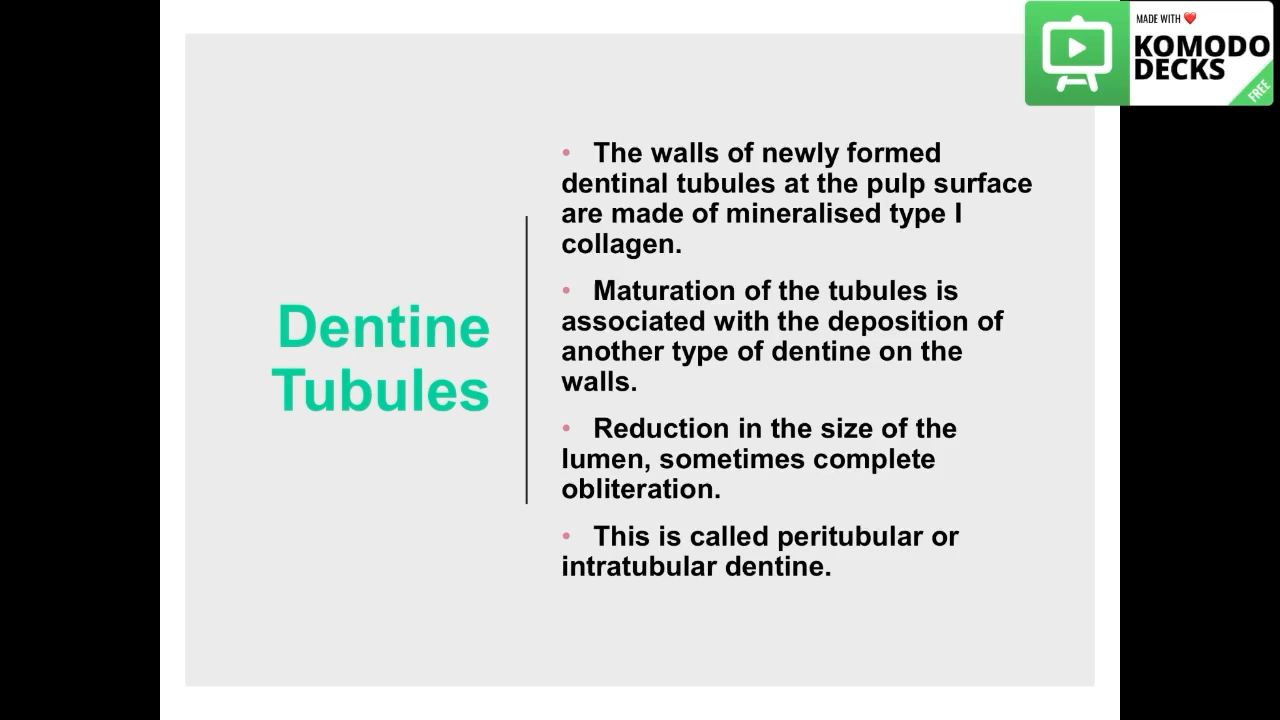 MADE WITH ❤️
KOMODO
DECKS
FREE
Dentine
Tubules
• The walls of newly formed
dentinal tubules at the pulp surface
are made of mineralised type I
collagen.
• Maturation of the tubules is
associated with the deposition of
another type of dentine on the
walls.
• Reduction in the size of the
lumen, sometimes complete
obliteration.
• This is called peritubular or
intratubular dentine.